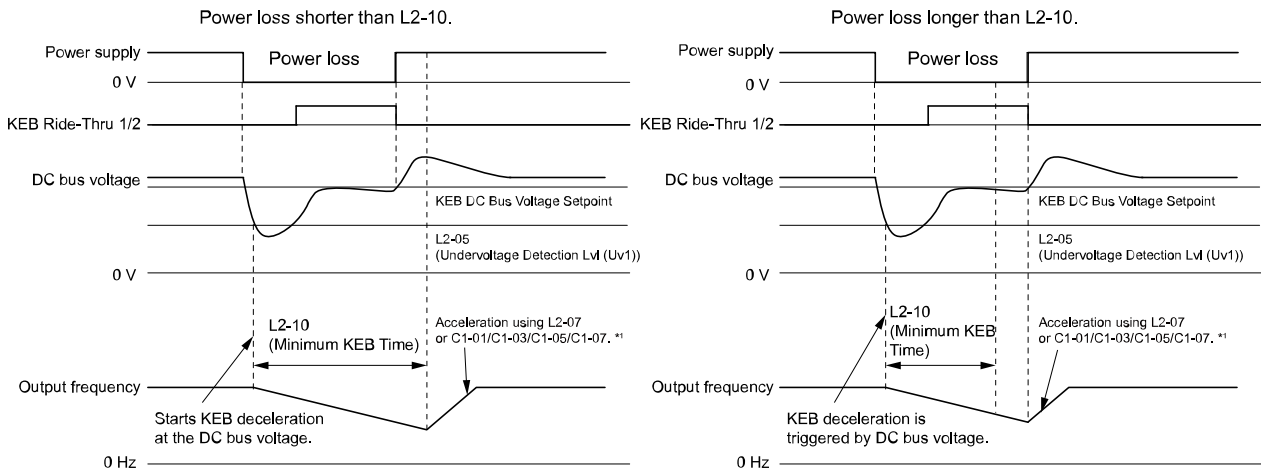 Power loss shorter than L2-10.
Power supply
Power loss
0 V
KEB Ride-Thru 1/2
DC bus voltage
KEB DC Bus Voltage Setpoint
L2-05
(Undervoltage Detection Lvl (Uv1))
0 V
L2-10
(Minimum KEB Time)
Acceleration using L2-07
or C1-01/C1-03/C1-05/C1-07. *1
Output frequency
Starts KEB deceleration
at the DC bus voltage.
0 Hz
Power loss longer than L2-10.
Power supply
Power loss
0 V
KEB Ride-Thru 1/2
DC bus voltage
KEB DC Bus Voltage Setpoint
L2-05
(Undervoltage Detection Lvl (Uv1))
0 V
L2-10
(Minimum KEB
Time)
Acceleration using L2-07
or C1-01/C1-03/C1-05/C1-07. *1
Output frequency
KEB deceleration is
triggered by DC bus voltage.
0 Hz